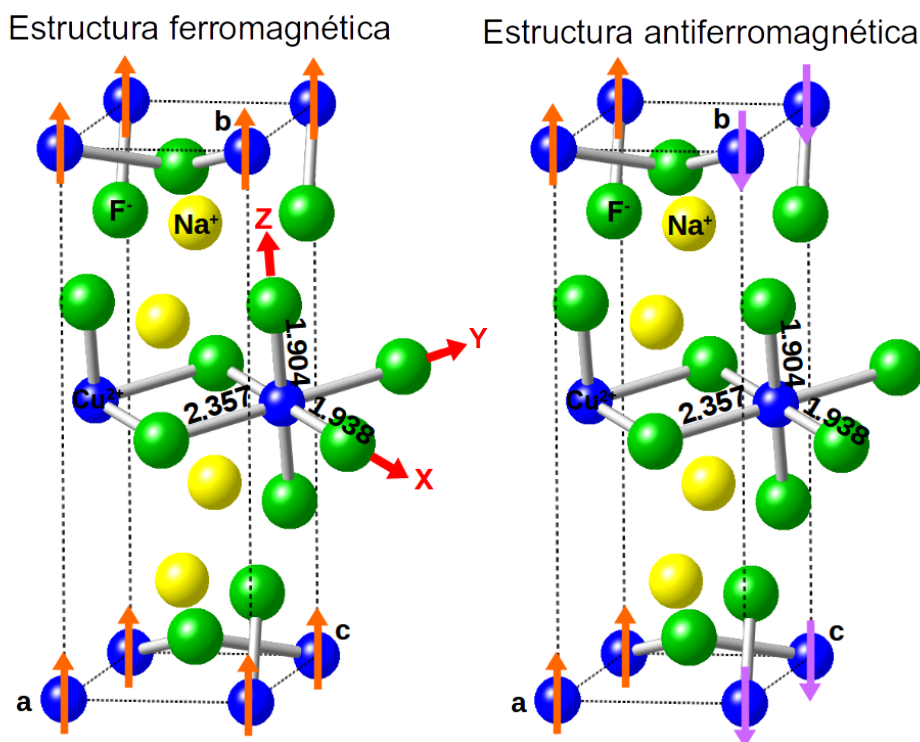 Estructura ferromagnética
b
F-
Na+
Z
1.904
Y
Cu2+
2.357
1.938
X
c
a
Estructura antiferromagnética
b
F-
Na+
1.904
Cu2+
2.357
1.938
c
a